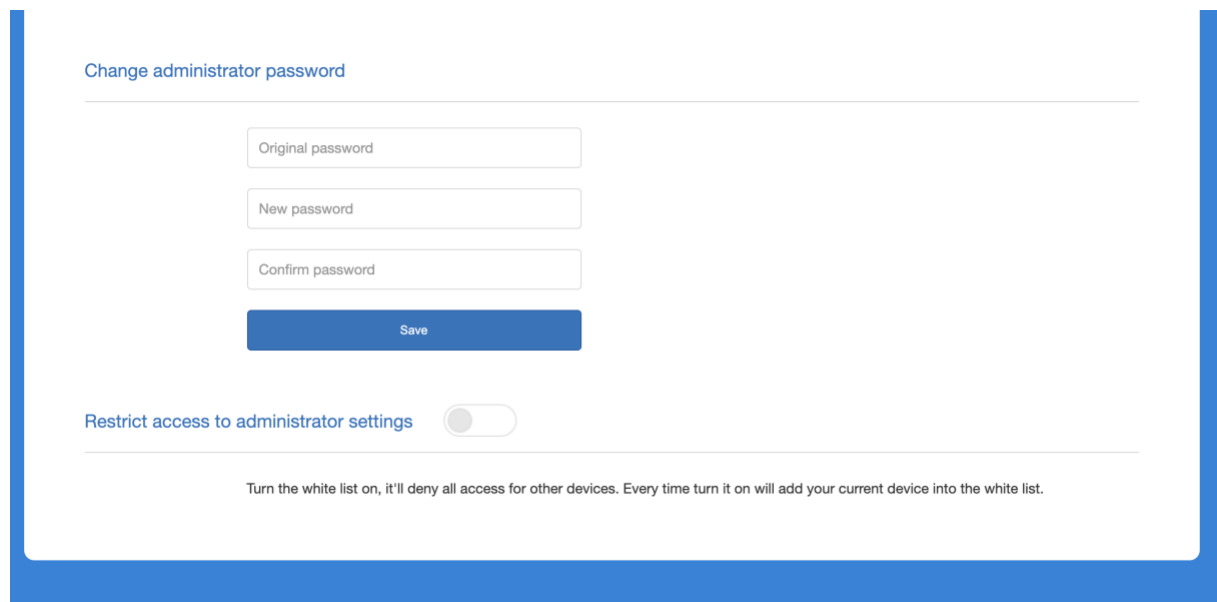 Change administrator password
Original password
New password
Confirm password
Save
Restrict access to administrator settings
Turn the white list on, it'll deny all access for other devices. Every time turn it on will add your current device into the white list.